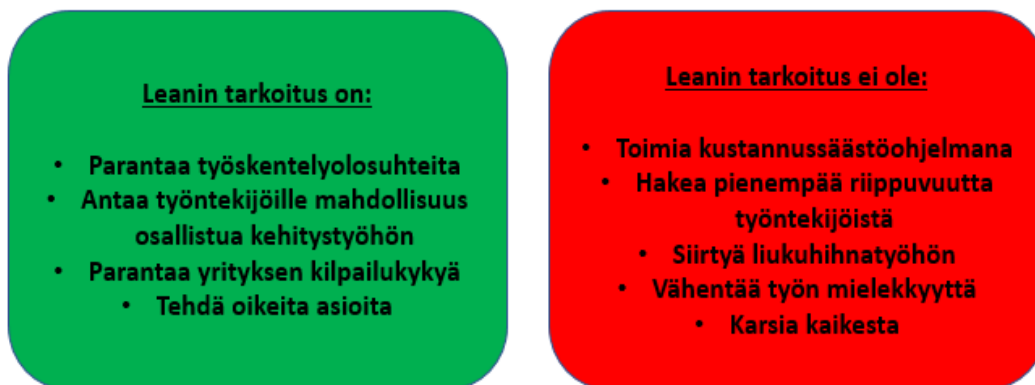 Leanin tarkoitus on:
• Parantaa työskentelyolosuhteita
• Antaa työntekijöille mahdollisuus
osallistua kehitystyöhön
• Parantaa yrityksen kilpailukykyä
• Tehdä oikeita asioita
Leanin tarkoitus ei ole:
• Toimia kustannussäästöohjelmana
• Hakea pienempää riippuvuutta
työntekijöistä
• Siirtyä liukuhihnatyöhön
• Vähentää työn mielekkyyttä
• Karsia kaikesta